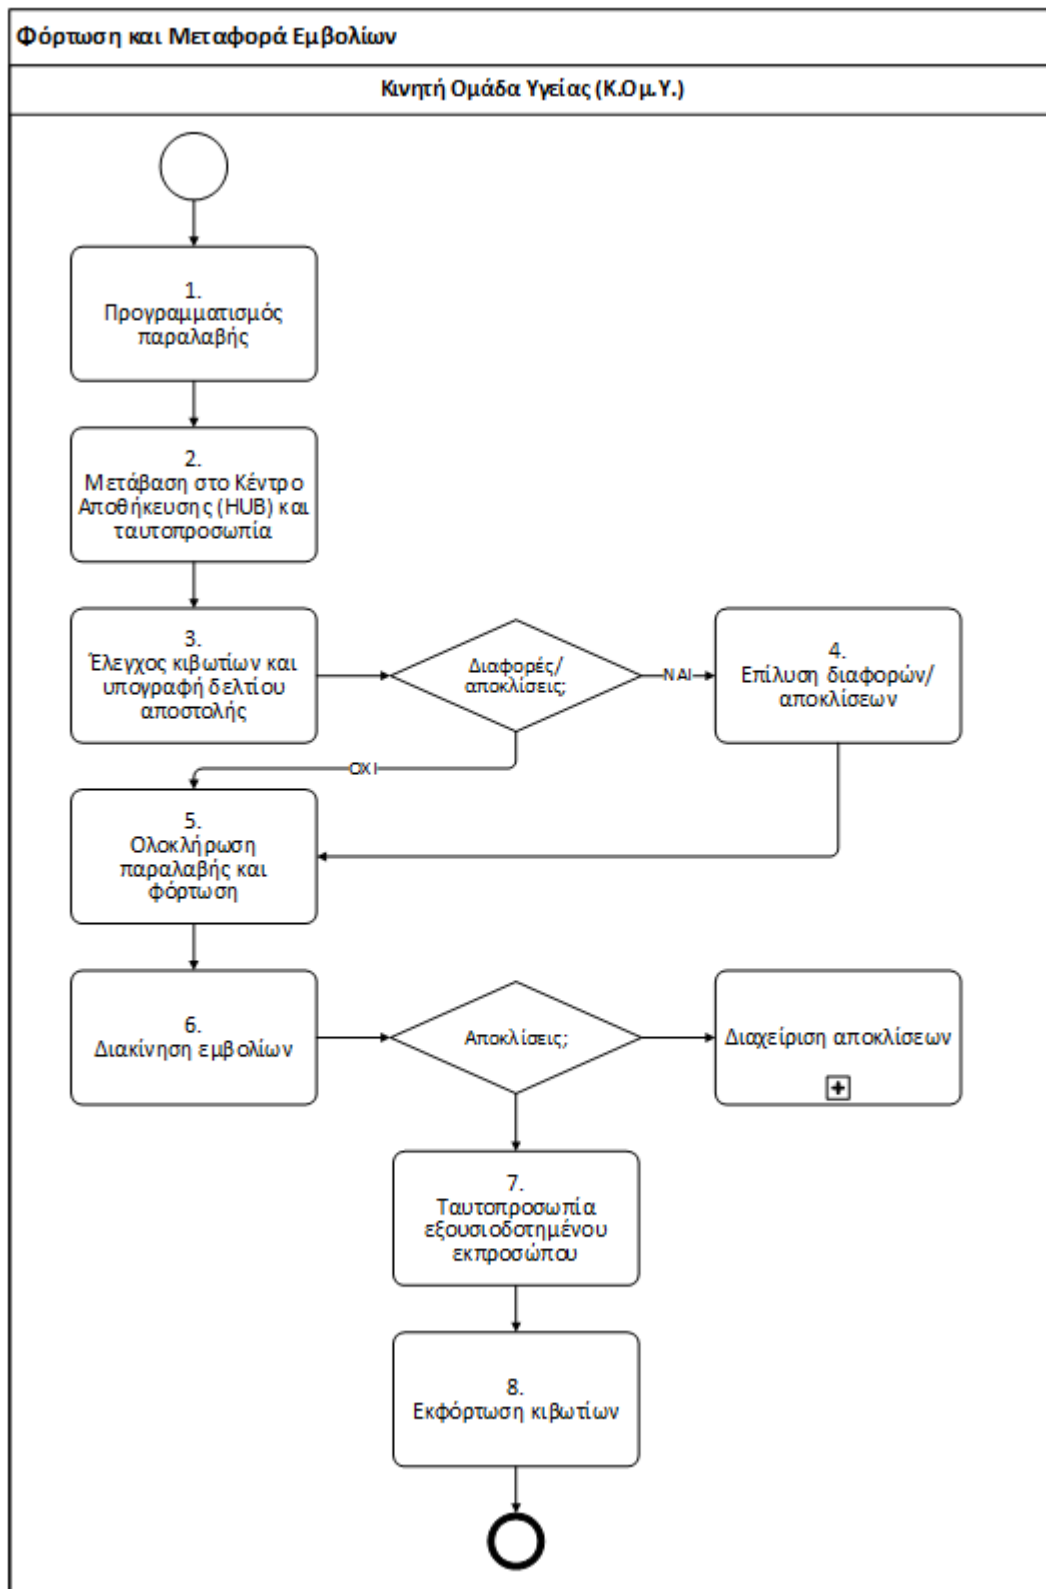 Φόρτωση και Μεταφορά Εμβολίων
Κινητή Ομάδα Υγείας (Κ.Ομ.Υ.)
1.
Προγραμματισμός
παραλαβής
2.
Μετάβαση στο Κέντρο
Αποθήκευσης (HUB) και
ταυτοπροσωπία
3.
Έλεγχος κιβωτίων και
υπογραφή δελτίου
αποστολής
Διαφορές/
αποκλίσεις;
ΝΑΙ
4.
Επίλυση διαφορών/
αποκλίσεων
ΟΧΙ
5.
Ολοκλήρωση
παραλαβής και
φόρτωση
6.
Διακίνηση εμβολίων
Αποκλίσεις;
Διαχείριση αποκλίσεων
7.
Ταυτοπροσωπία
εξουσιοδοτημένου
εκπροσώπου
8.
Εκφόρτωση κιβωτίων